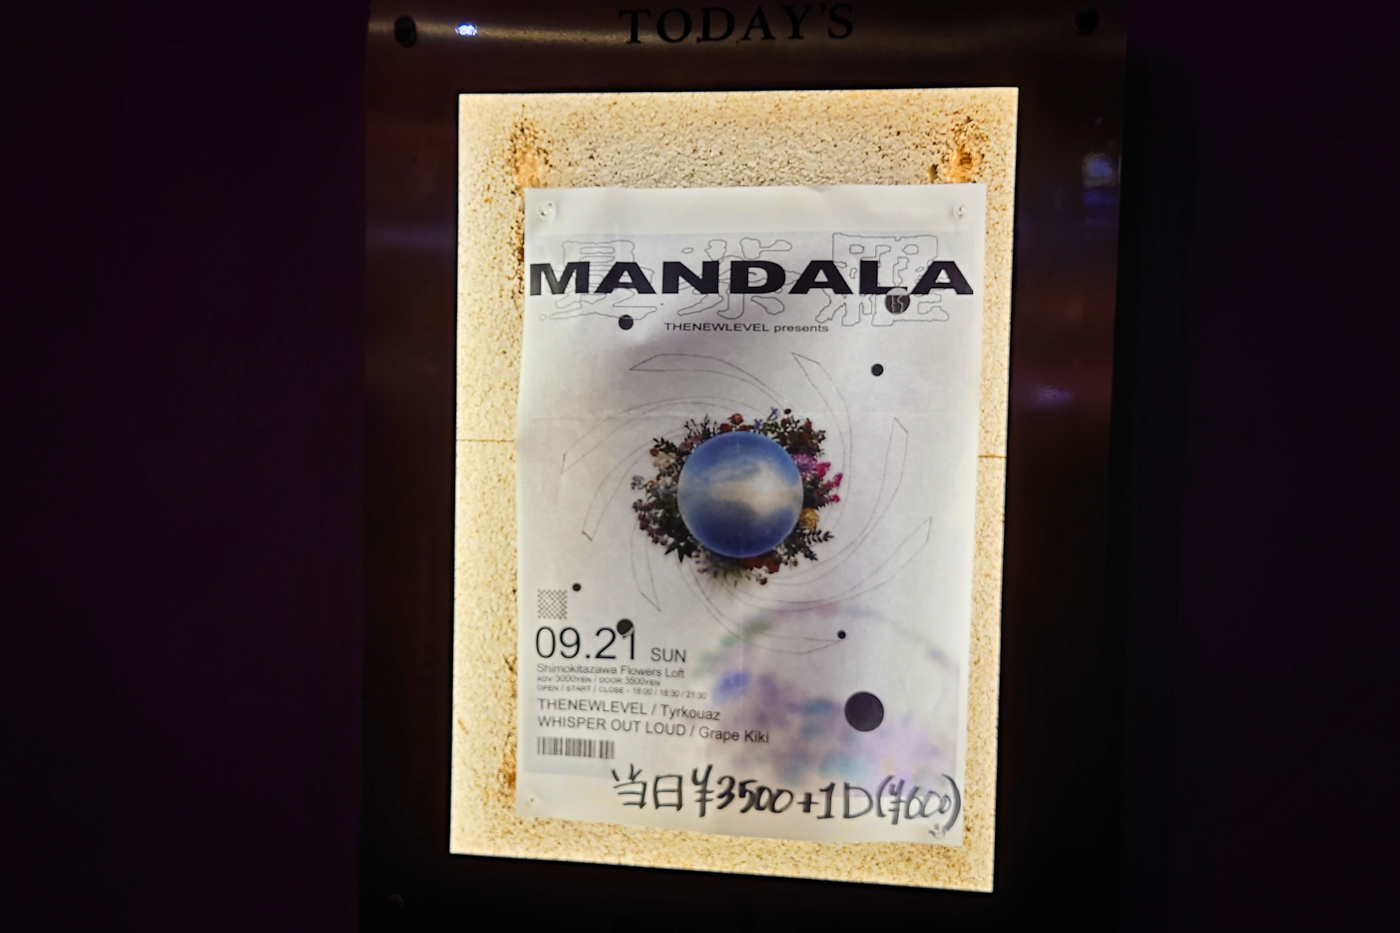 TODAY'S
曼荼羅
MANDALA
THENEWLEVEL presents
09.21 SUN
Shimokitazawa Flowers Loft
ADV 3000YEN / DOOR 3500YEN
OPEN / START / CLOSE - 18:00 / 18:30 / 21:30
THENEWLEVEL / Tyrkouaz
WHISPER OUT LOUD / Grape Kiki
当日¥3500+1D(¥600)